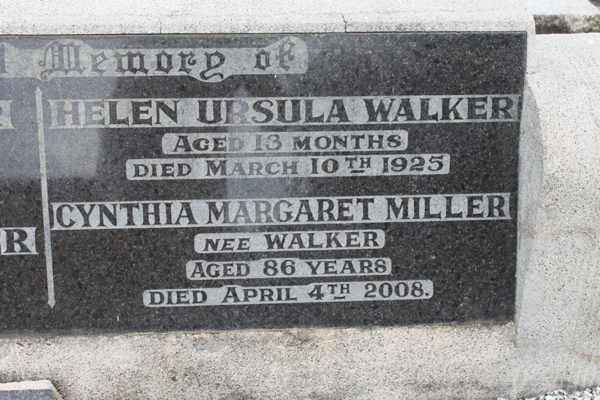 Memory of
HELEN URSULA WALKER
AGED 13 MONTHS
DIED MARCH 10TH 1925
CYNTHIA MARGARET MILLER
NEE WALKER
AGED 86 YEARS
DIED APRIL 4TH 2008.